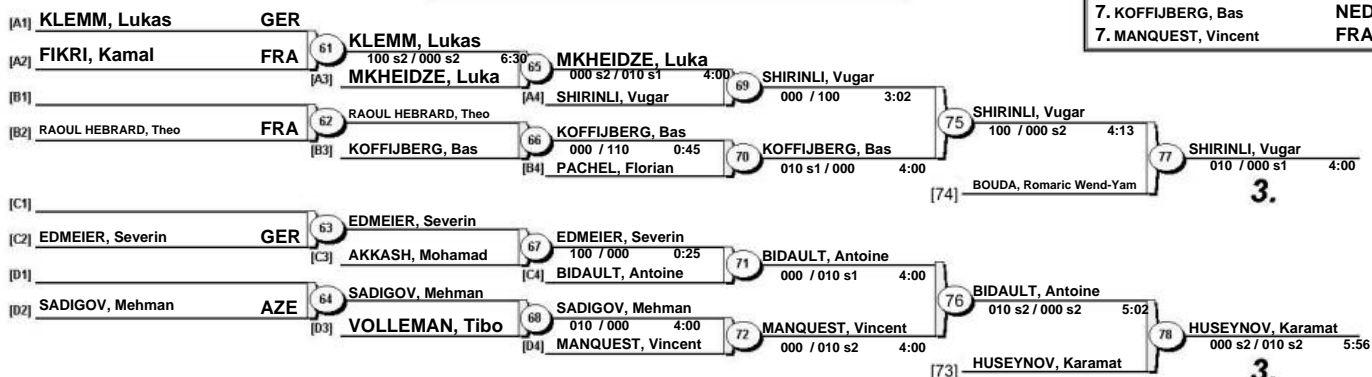 7. KOFFIJBERG, Bas NED
7. MANQUEST, Vincent FRA
[A1] KLEMM, Lukas GER
[A2] FIKRI, Kamal FRA
61 KLEMM, Lukas
100 s2 / 000 s2 6:30
[A3] MKHEIDZE, Luka
65 MKHEIDZE, Luka
000 s2 / 010 s1 4:00
[A4] SHIRINLI, Vugar
69 SHIRINLI, Vugar
000 / 100 3:02
[B1]
[B2] RAOUL HEBRARD, Theo FRA
62 RAOUL HEBRARD, Theo
[B3] KOFFIJBERG, Bas
66 KOFFIJBERG, Bas
000 / 110 0:45
[B4] PACHEL, Florian
70 KOFFIJBERG, Bas
010 s1 / 000 4:00
75 SHIRINLI, Vugar
100 / 000 s2 4:13
[74] BOUDA, Romaric Wend-Yam
77 SHIRINLI, Vugar
010 / 000 s1 4:00
3.
[C1]
[C2] EDMEIER, Severin GER
63 EDMEIER, Severin
[C3] AKKASH, Mohamad
67 EDMEIER, Severin
100 / 000 0:25
[C4] BIDAULT, Antoine
71 BIDAULT, Antoine
000 / 010 s1 4:00
[D1]
[D2] SADIGOV, Mehman AZE
64 SADIGOV, Mehman
[D3] VOLLEMAN, Tibo
68 SADIGOV, Mehman
010 / 000 4:00
[D4] MANQUEST, Vincent
72 MANQUEST, Vincent
000 / 010 s2 4:00
76 BIDAULT, Antoine
010 s2 / 000 s2 5:02
[73] HUSEYNOV, Karamat
78 HUSEYNOV, Karamat
000 s2 / 010 s2 5:56
3.